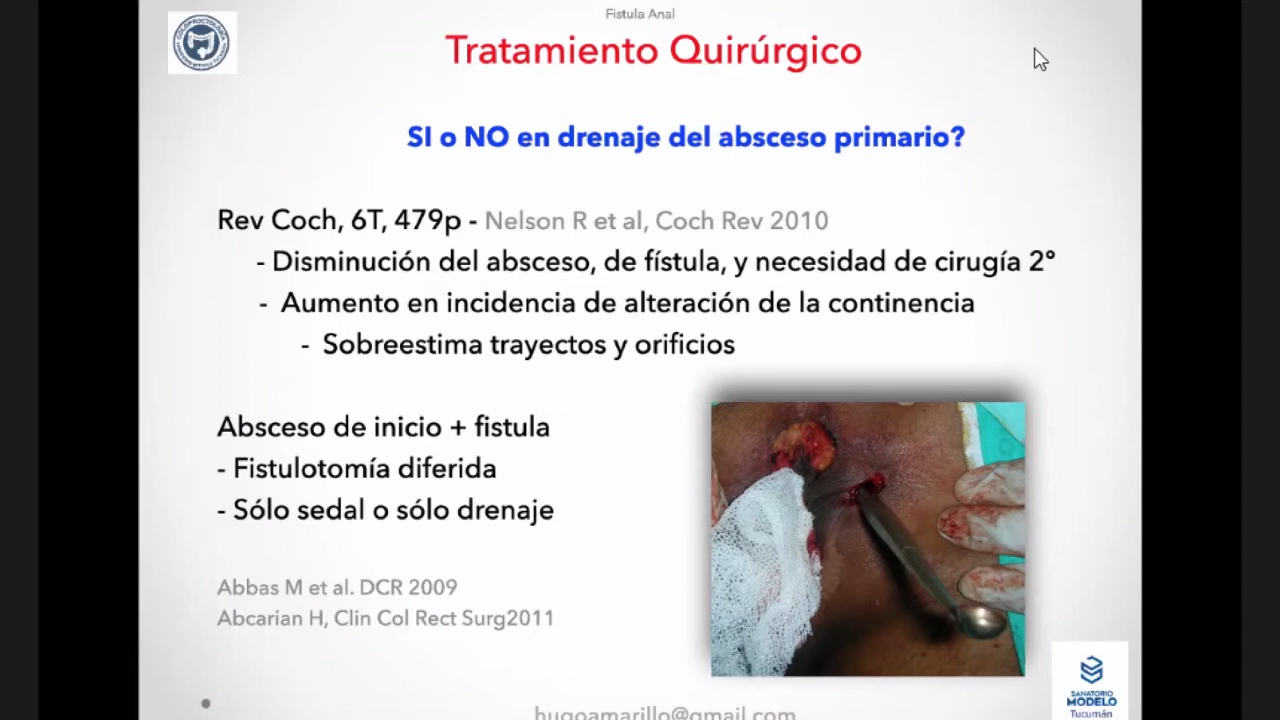 Fistula Anal
Tratamiento Quirúrgico
SI o NO en drenaje del absceso primario?
Rev Coch, 6T, 479p - Nelson R et al, Coch Rev 2010
- Disminución del absceso, de fístula, y necesidad de cirugía 2º
- Aumento en incidencia de alteración de la continencia
- Sobreestima trayectos y orificios
Absceso de inicio + fistula
- Fistulotomía diferida
- Sólo sedal o sólo drenaje
Abbas M et al. DCR 2009
Abcarian H, Clin Col Rect Surg2011
SANATORIO
MODELO
Tucumán
hugoamarillo@gmail.com